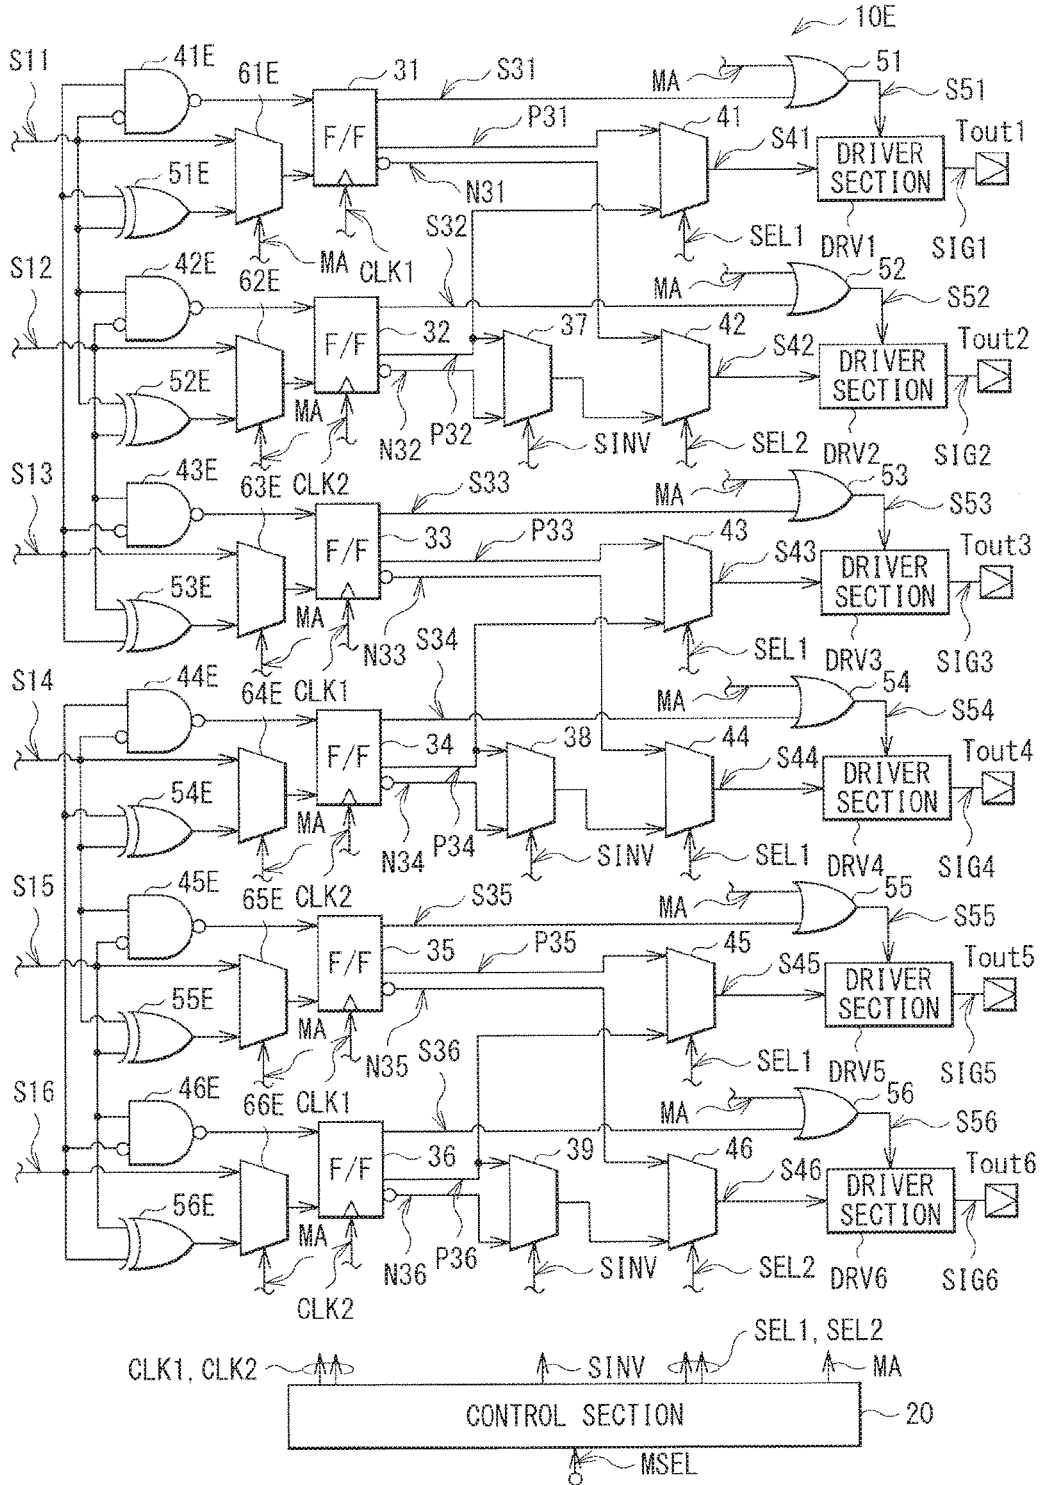 10E
S11
41E
61E
31
S31
MA
51
S51
F/F
P31
41
S41
DRIVER
SECTION
Tout1
51E
N31
S32
MA
CLK1
SEL1
DRV1
SIG1
S12
42E
62E
MA
52
S52
F/F
32
37
42
S42
DRIVER
SECTION
Tout2
52E
MA
N32
P32
SINV
SEL2
DRV2
SIG2
S13
43E
63E
CLK2
S33
MA
53
S53
F/F
33
P33
43
S43
DRIVER
SECTION
Tout3
53E
MA
N33
S34
SEL1
DRV3
SIG3
S14
44E
64E
CLK1
MA
54
S54
F/F
34
38
44
S44
DRIVER
SECTION
Tout4
54E
MA
N34
P34
SINV
SEL1
DRV4
SIG4
S15
45E
65E
CLK2
S35
MA
55
S55
F/F
35
P35
45
S45
DRIVER
SECTION
Tout5
55E
MA
N35
S36
SEL1
DRV5
SIG5
S16
46E
66E
CLK1
MA
56
S56
F/F
36
39
46
S46
DRIVER
SECTION
Tout6
56E
MA
N36
P36
SINV
SEL2
DRV6
SIG6
CLK2
CLK1, CLK2
SINV
SEL1, SEL2
MA
CONTROL SECTION
20
MSEL